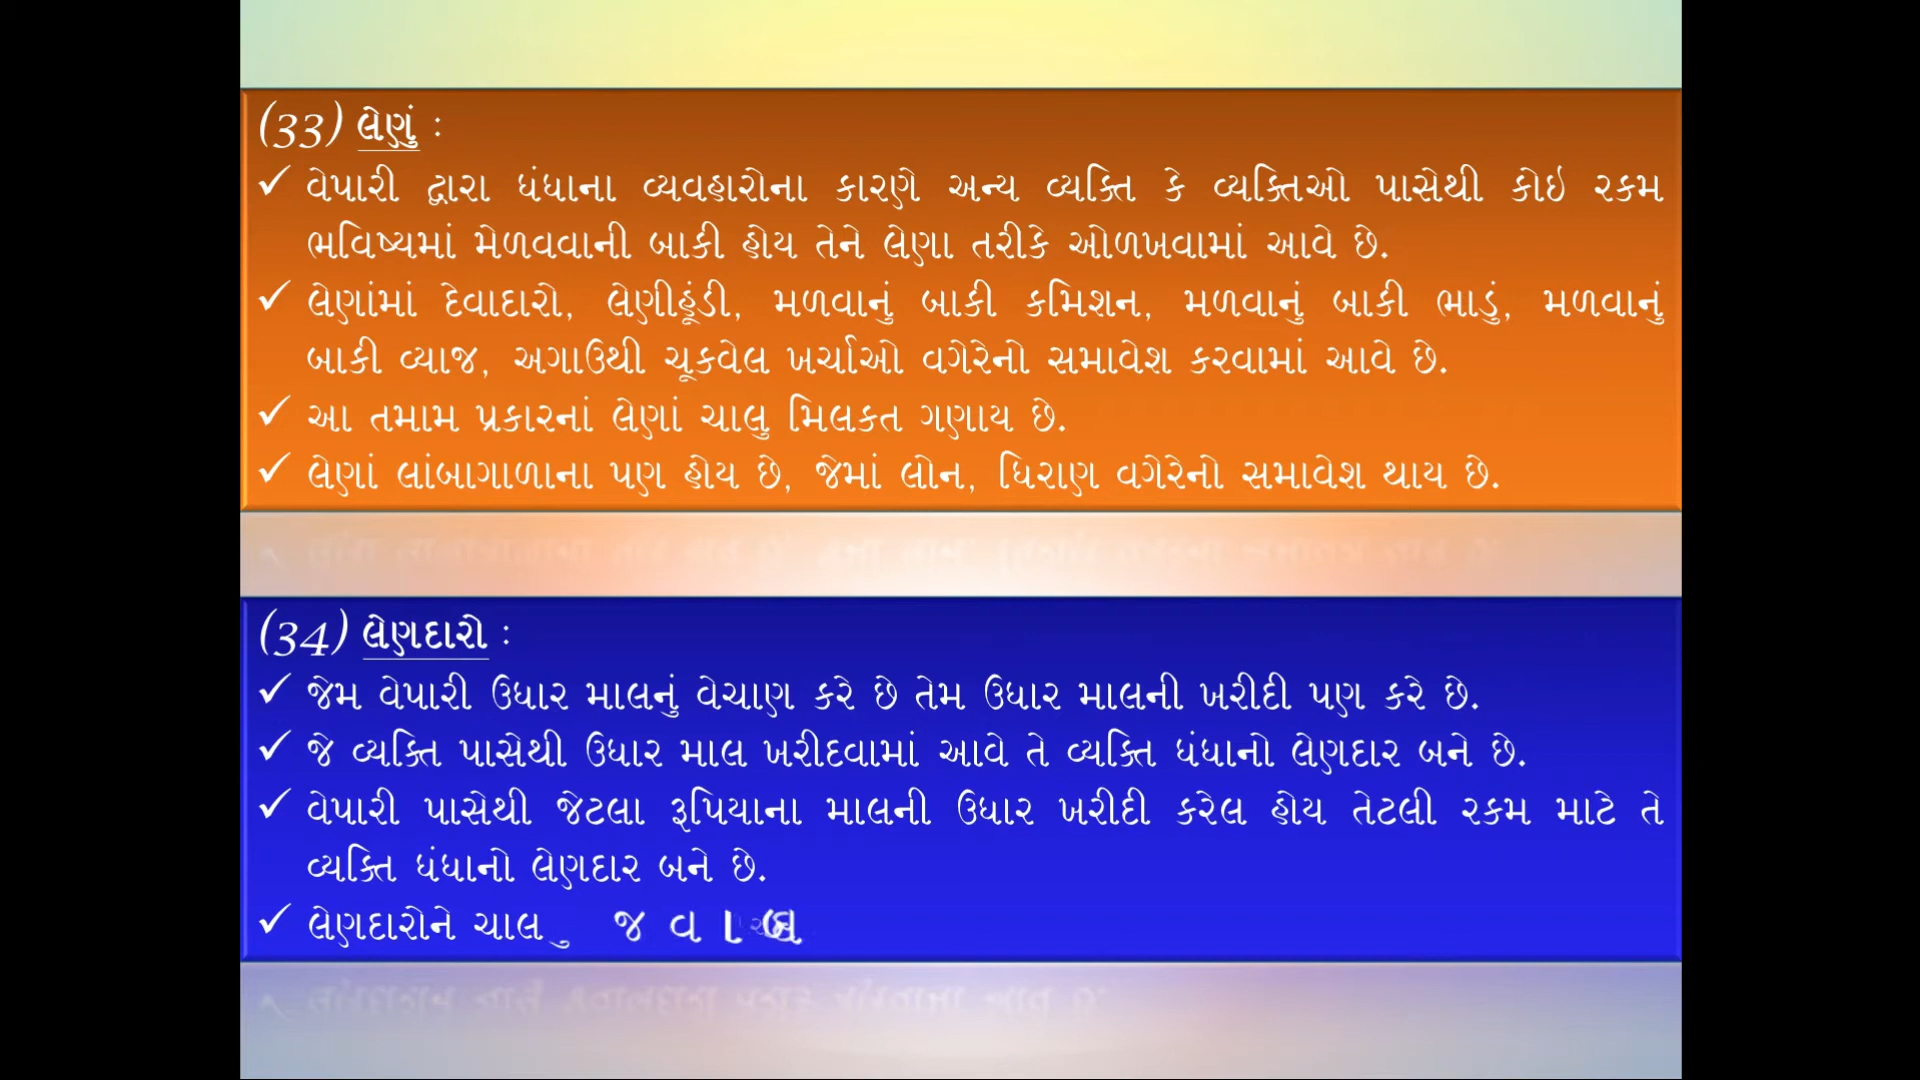 (33) લેણું :
✓ વેપારી દ્વારા ધંધાના વ્યવહારોના કારણે અન્ય વ્યક્તિ કે વ્યક્તિઓ પાસેથી કોઇ રકમ
ભવિષ્યમાં મેળવવાની બાકી હોય તેને લેણા તરીકે ઓળખવામાં આવે છે.
✓ લેણાંમાં દેવાદારો, લેણીહૂંડી, મળવાનું બાકી કમિશન, મળવાનું બાકી ભાડું, મળવાનું
બાકી વ્યાજ, અગાઉથી ચૂકવેલ ખર્ચાઓ વગેરેનો સમાવેશ કરવામાં આવે છે.
✓ આ તમામ પ્રકારનાં લેણાં ચાલુ મિલકત ગણાય છે.
✓ લેણાં લાંબાગાળાના પણ હોય છે, જેમાં લોન, ધિરાણ વગેરેનો સમાવેશ થાય છે.
(34) લેણદારો :
✓ જેમ વેપારી ઉધાર માલનું વેચાણ કરે છે તેમ ઉધાર માલની ખરીદી પણ કરે છે.
✓ જે વ્યક્તિ પાસેથી ઉધાર માલ ખરીદવામાં આવે તે વ્યક્તિ ધંધાનો લેણદાર બને છે.
✓ વેપારી પાસેથી જેટલા રૂપિયાના માલની ઉધાર ખરીદી કરેલ હોય તેટલી રકમ માટે તે
વ્યક્તિ ધંધાનો લેણદાર બને છે.
✓ લેણદારોને ચાલુ